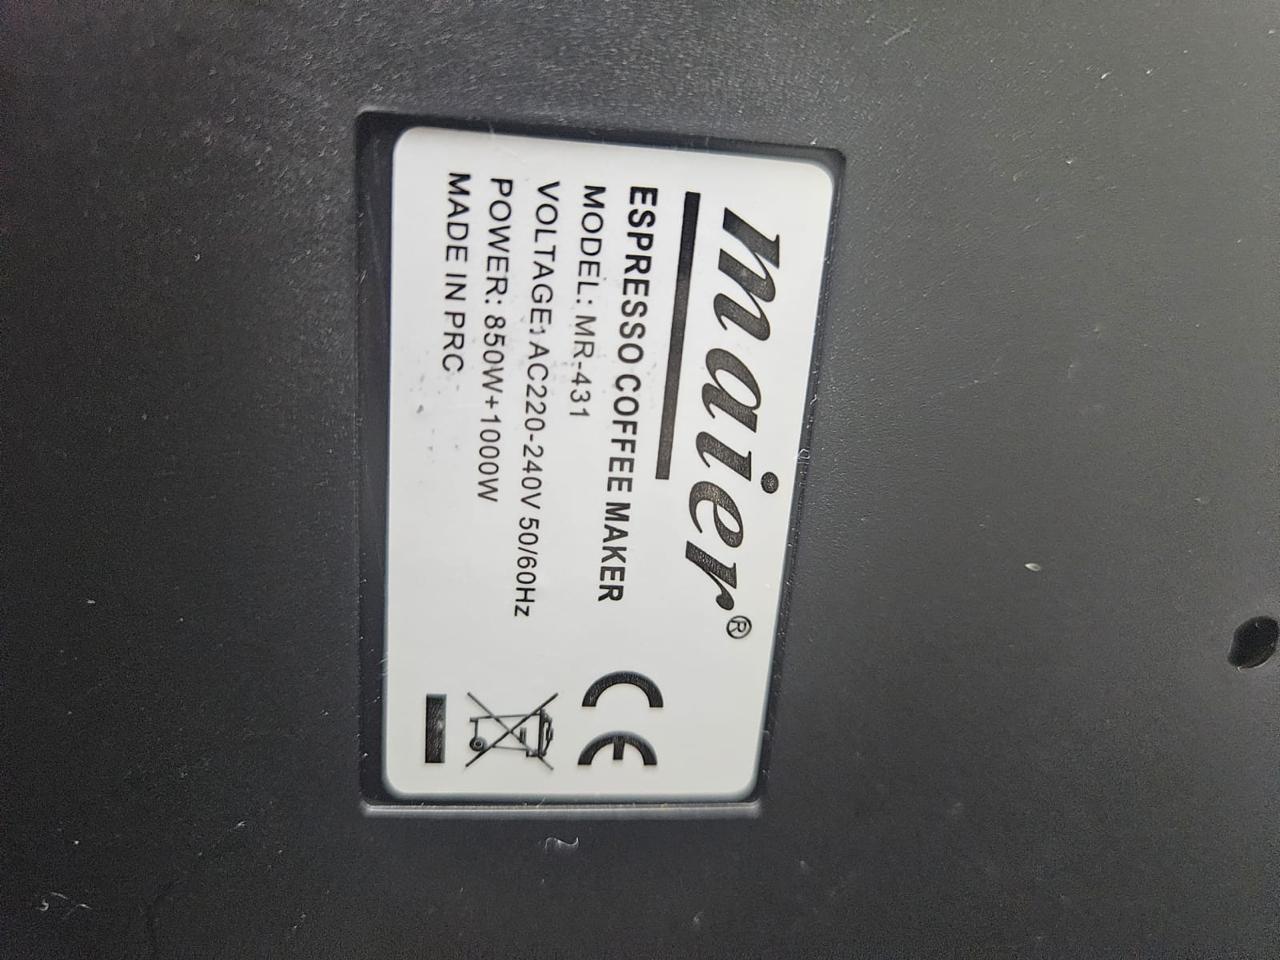 maier®
ESPRESSO COFFEE MAKER
MODEL: MR-431
VOLTAGE: AC220-240V 50/60Hz
POWER: 850W+1000W
MADE IN PRC
CE